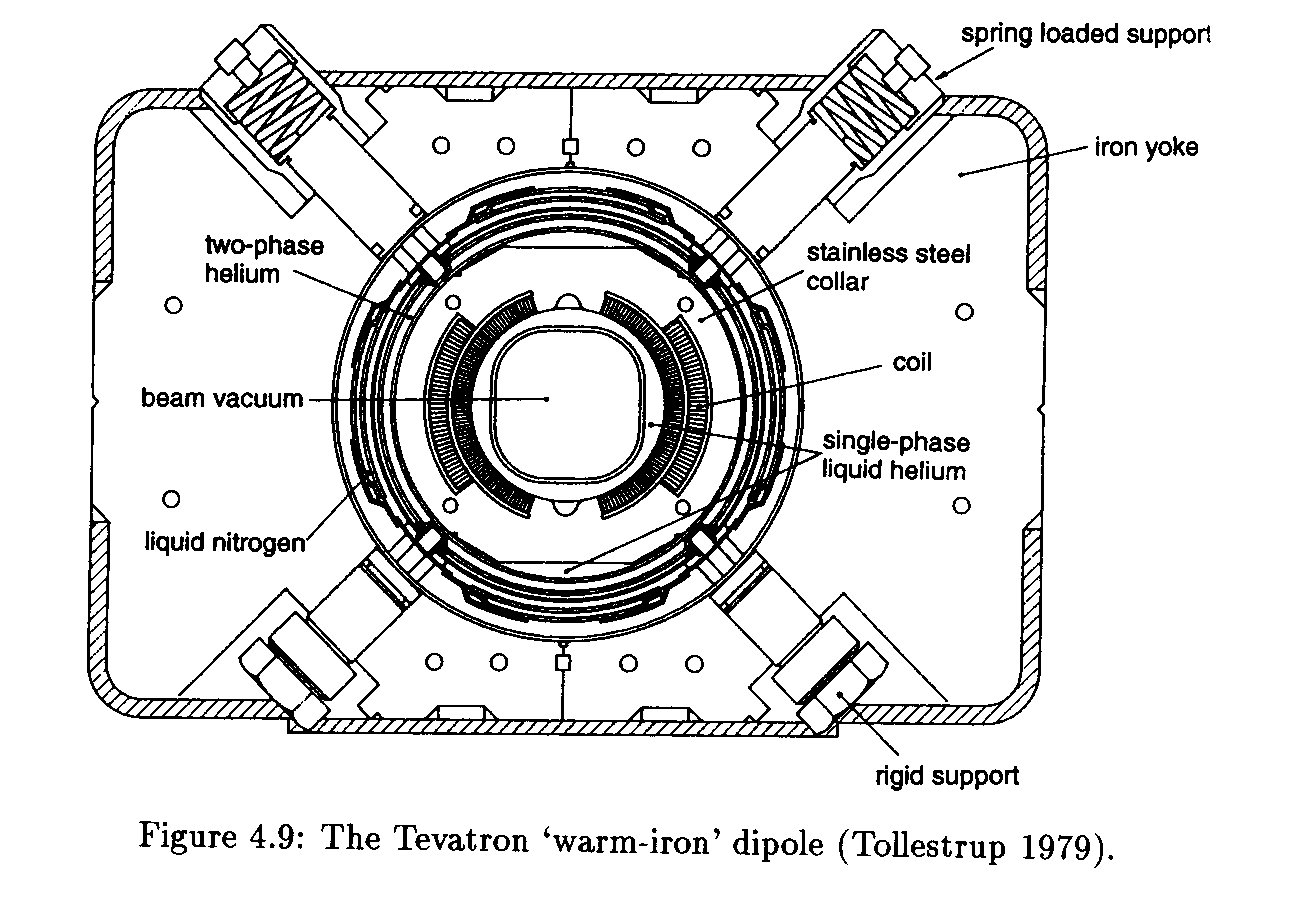 spring loaded support
iron yoke
two-phase
helium
stainless steel
collar
coil
beam vacuum
single-phase
liquid helium
liquid nitrogen
rigid support
Figure 4.9: The Tevatron ‘warm-iron’ dipole (Tollestrup 1979).